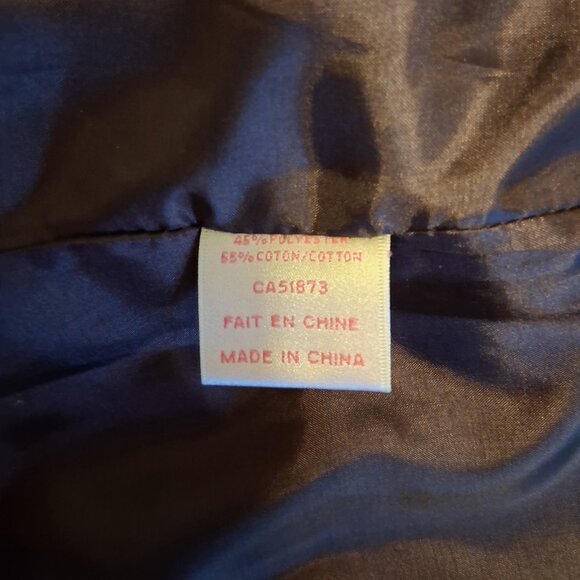 45% POLYESTER
55% COTON/COTTON
CA51873
FAIT EN CHINE
MADE IN CHINA